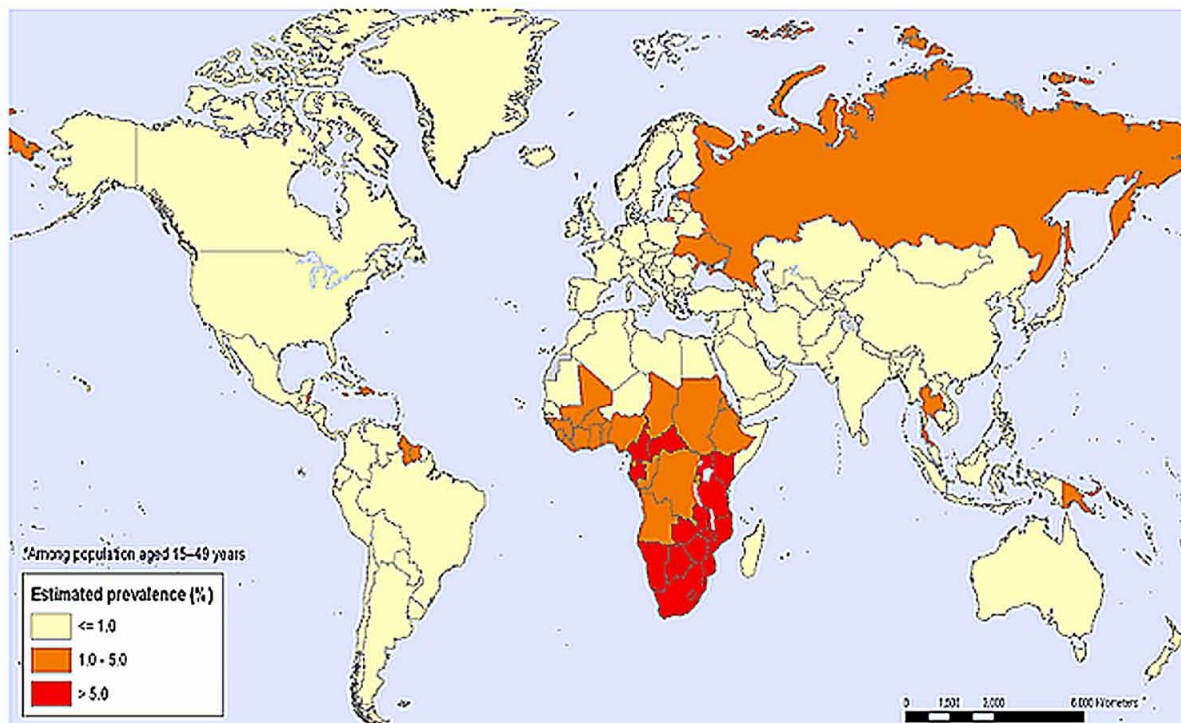 *Among population aged 15–49 years
Estimated prevalence (%)
<= 1.0
1.0 - 5.0
> 5.0
0 1,500 3,000 6,000 Kilometers